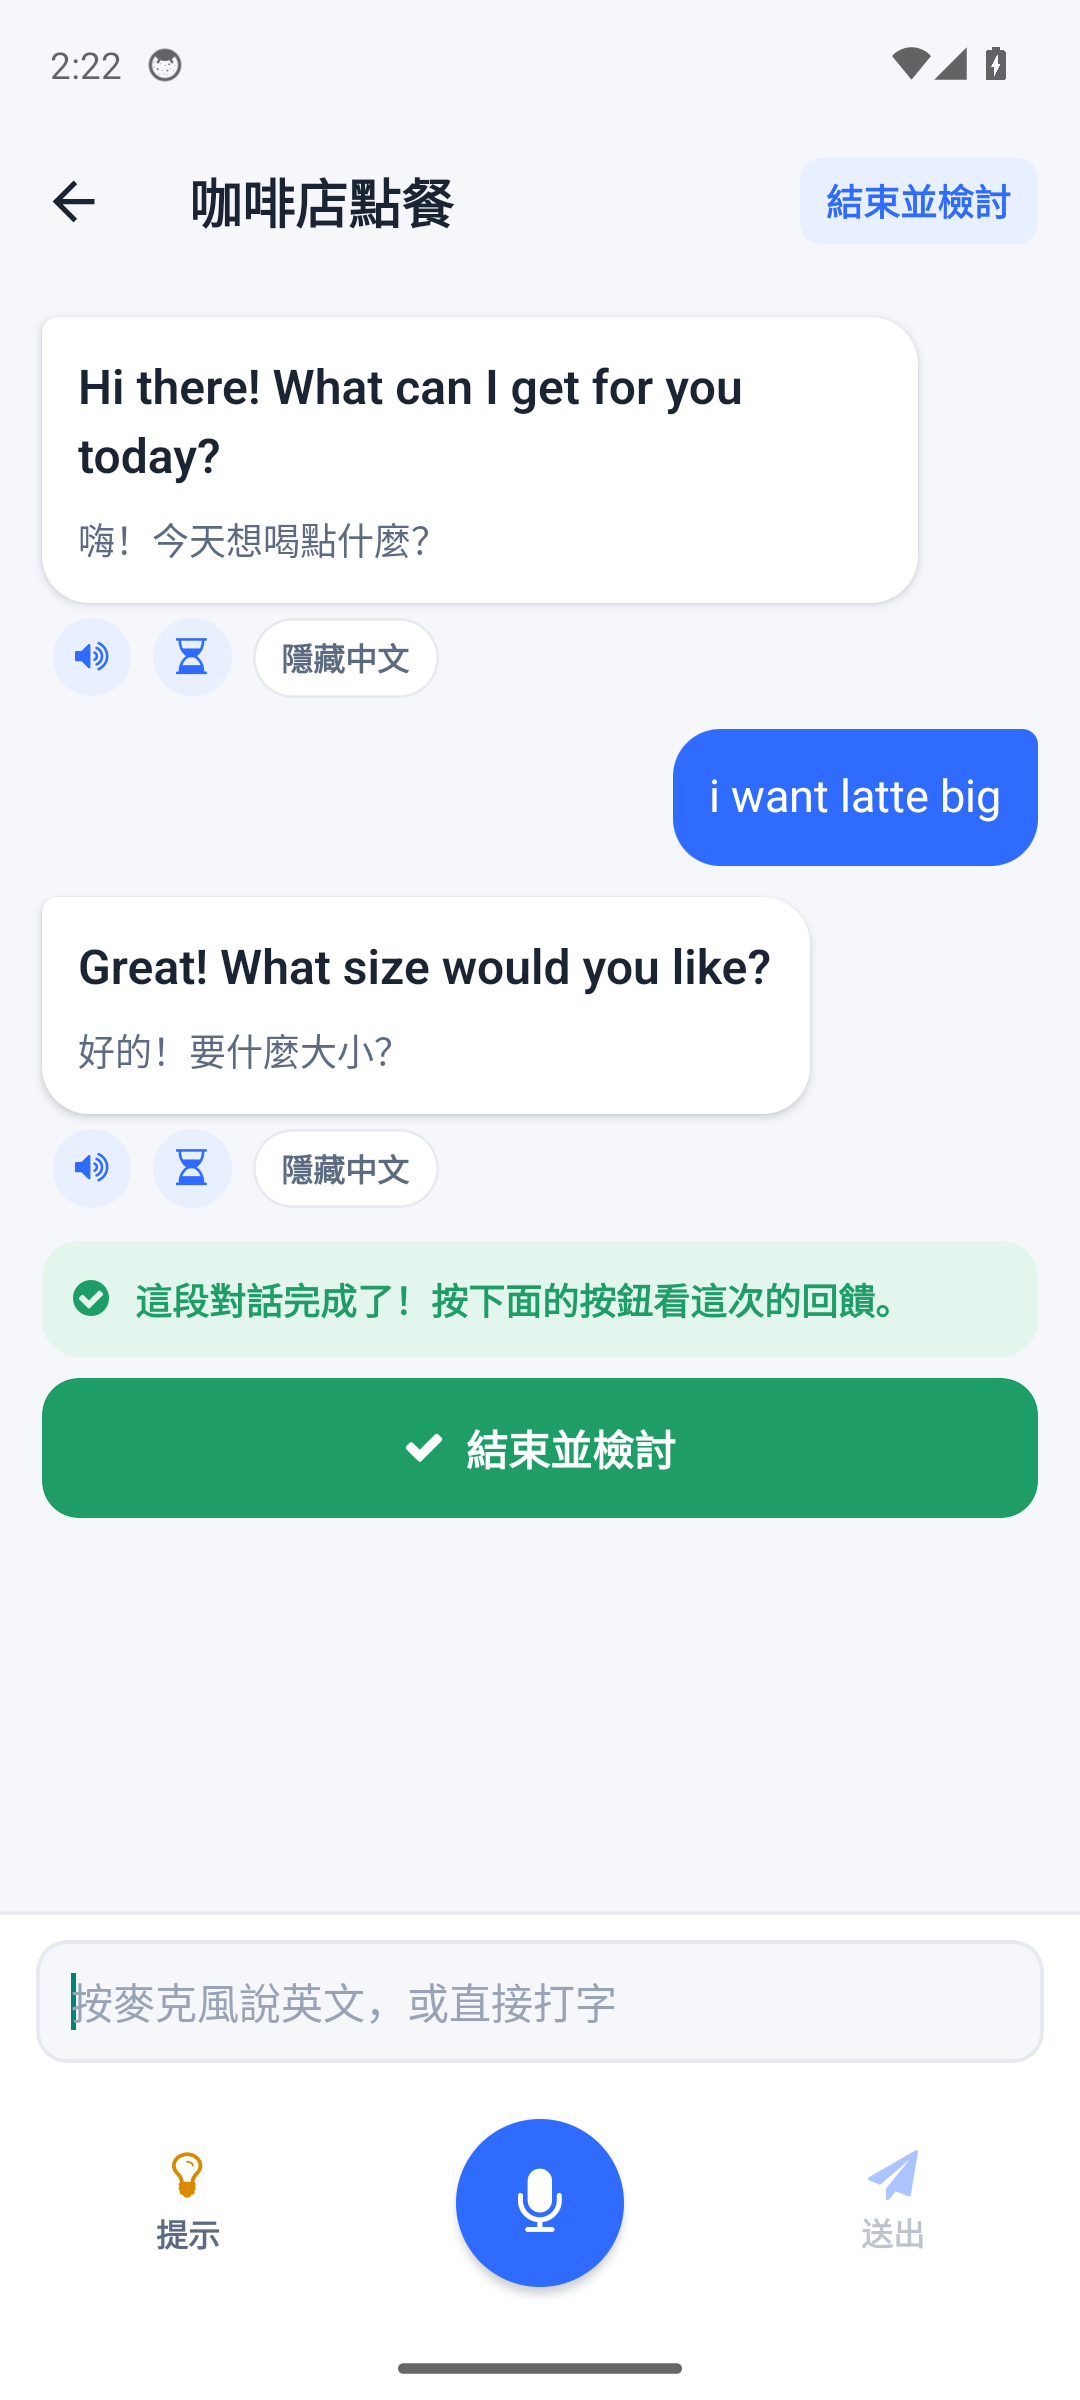 2:22
咖啡店點餐
結束並檢討
Hi there! What can I get for you
today?
嗨！今天想喝點什麼？
隱藏中文
i want latte big
Great! What size would you like?
好的！要什麼大小？
隱藏中文
這段對話完成了！按下面的按鈕看這次的回饋。
結束並檢討
按麥克風說英文，或直接打字
提示
送出